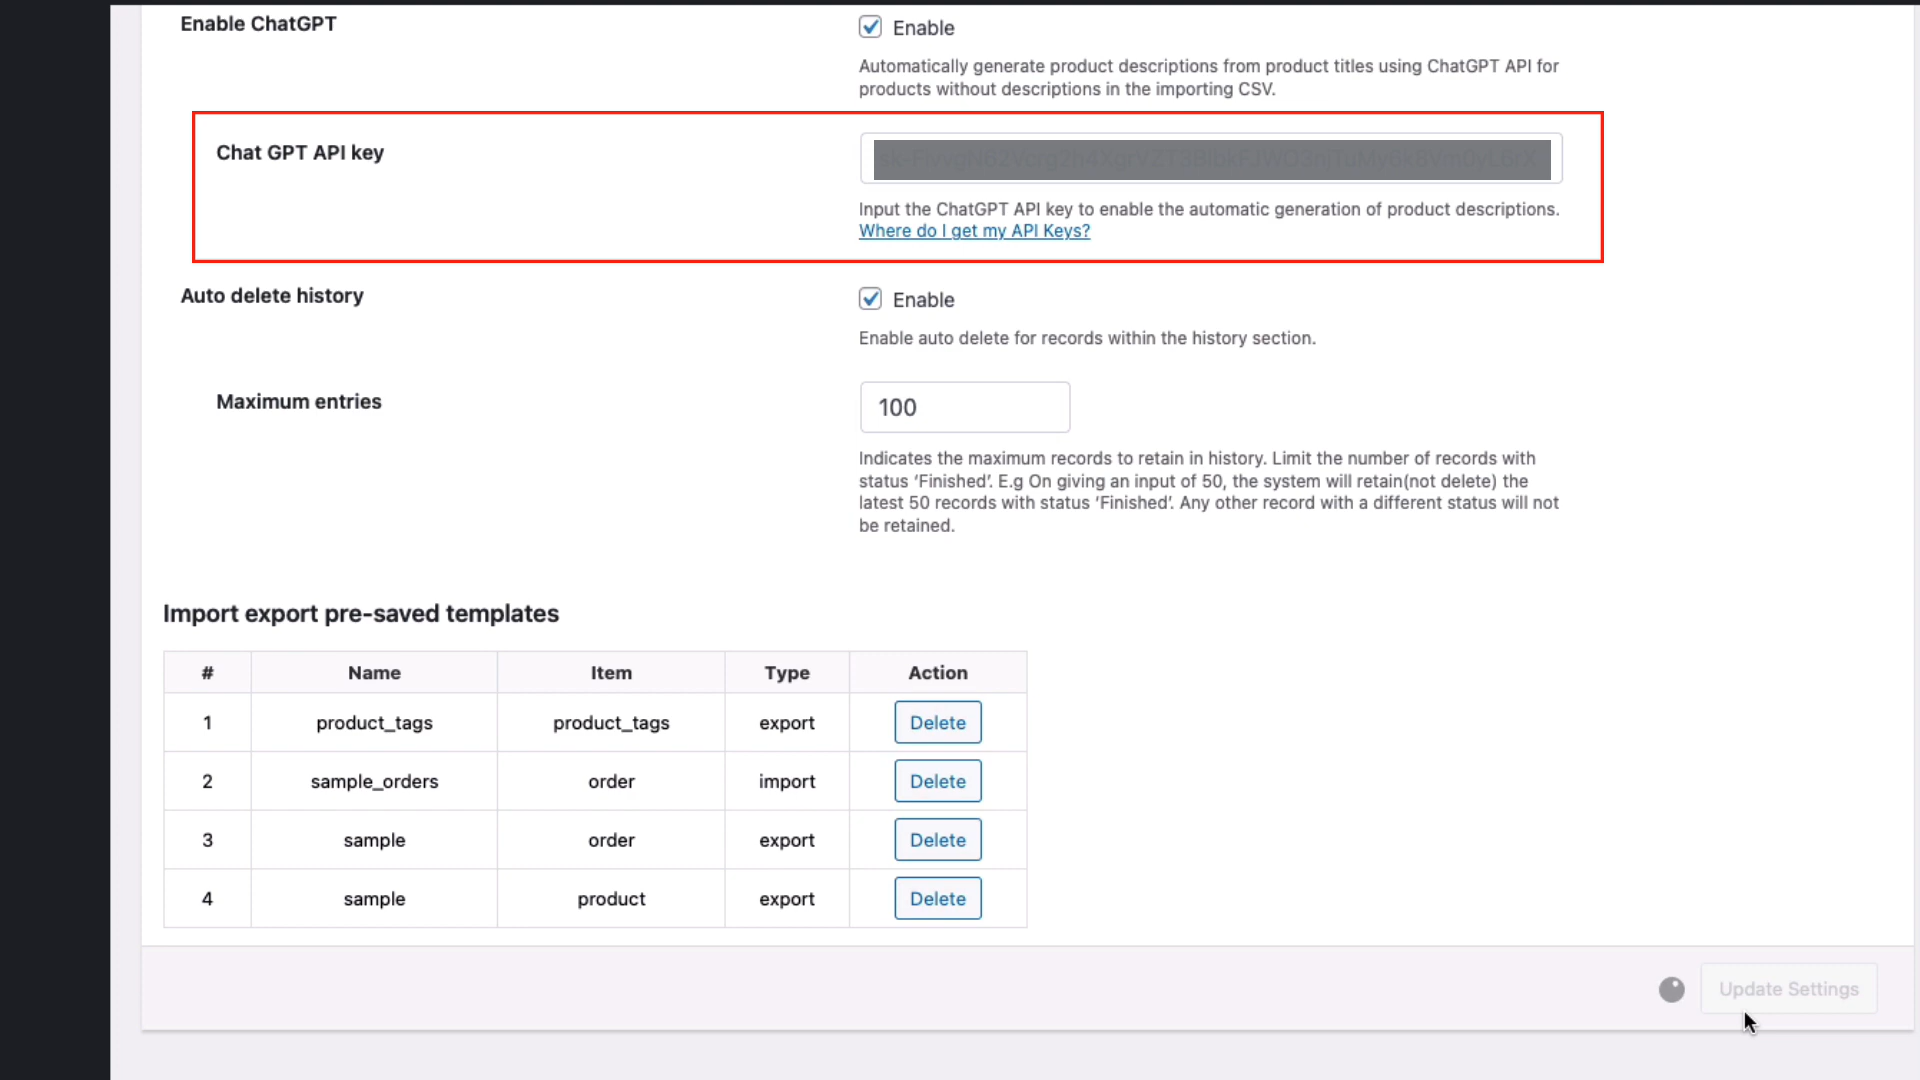 Enable ChatGPT
Enable
Automatically generate product descriptions from product titles using ChatGPT API for
products without descriptions in the importing CSV.
Chat GPT API key
Input the ChatGPT API key to enable the automatic generation of product descriptions.
Where do I get my API Keys?
Auto delete history
Enable
Enable auto delete for records within the history section.
Maximum entries
100
Indicates the maximum records to retain in history. Limit the number of records with
status ‘Finished’. E.g On giving an input of 50, the system will retain(not delete) the
latest 50 records with status ‘Finished’. Any other record with a different status will not
be retained.
Import export pre-saved templates
# Name Item Type Action
1 product_tags product_tags export Delete
2 sample_orders order import Delete
3 sample order export Delete
4 sample product export Delete
Update Settings